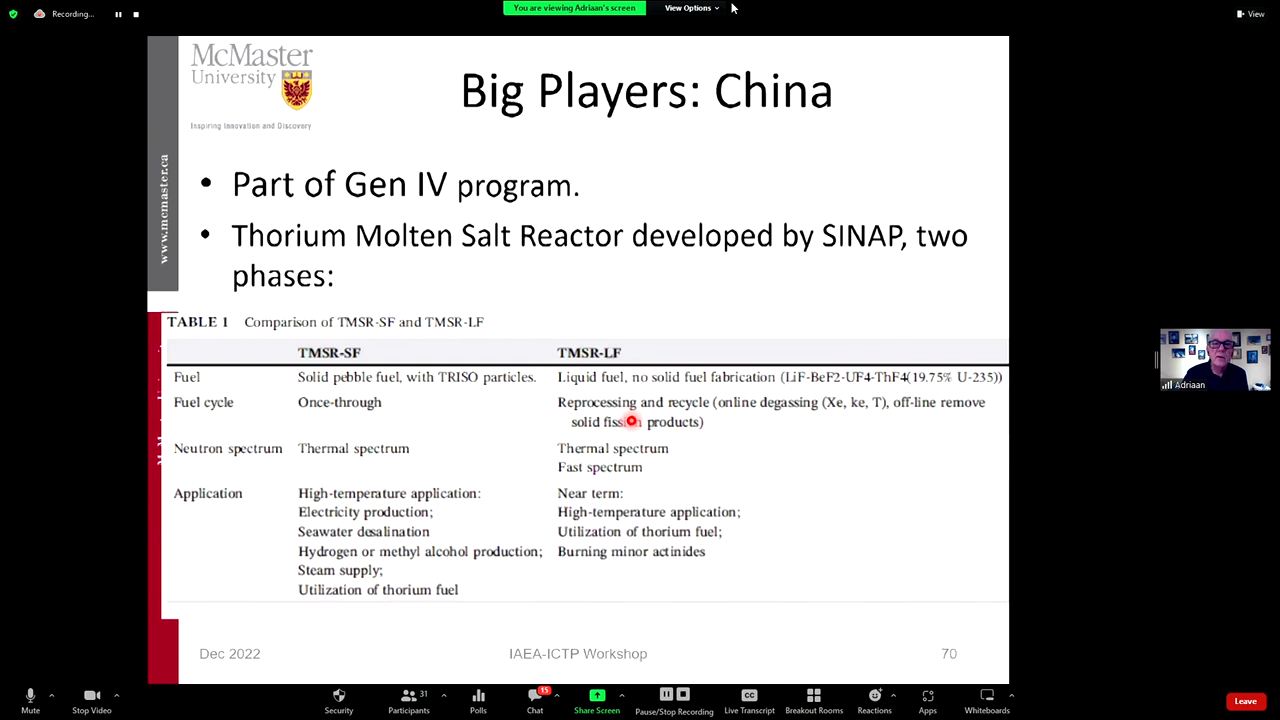 Recording...
You are viewing Adriaan's screen
View Options
View
McMaster
University
Inspiring Innovation and Discovery
www.mcmaster.ca
Big Players: China
• Part of Gen IV program.
• Thorium Molten Salt Reactor developed by SINAP, two
phases:
TABLE 1 Comparison of TMSR-SF and TMSR-LF
TMSR-SF TMSR-LF
Fuel Solid pebble fuel, with TRISO particles. Liquid fuel, no solid fuel fabrication (LiF-BeF2-UF4-ThF4(19.75% U-235))
Fuel cycle Once-through Reprocessing and recycle (online degassing (Xe, ke, T), off-line remove
solid fission products)
Neutron spectrum Thermal spectrum Thermal spectrum
Fast spectrum
Application High-temperature application: Near term:
Electricity production; High-temperature application;
Seawater desalination Utilization of thorium fuel;
Hydrogen or methyl alcohol production; Burning minor actinides
Steam supply;
Utilization of thorium fuel
Dec 2022 IAEA-ICTP Workshop 70
Adriaan
31 15 CC
Mute Stop Video Security Participants Polls Chat Share Screen Pause/Stop Recording Live Transcript Breakout Rooms Reactions Apps Whiteboards Leave